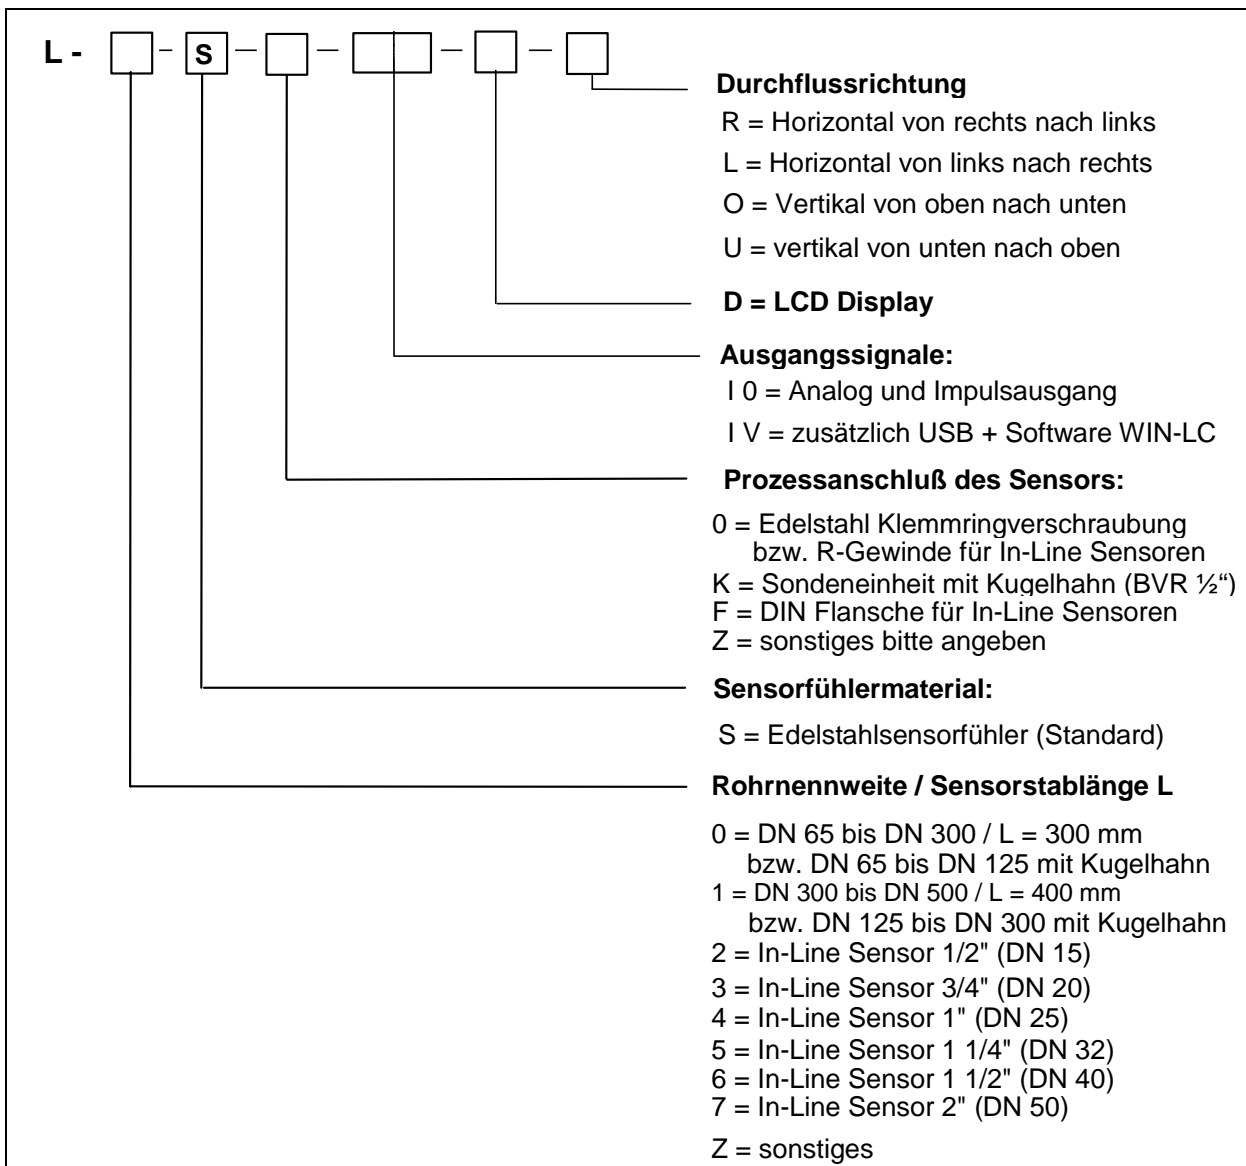 L - S
Durchflussrichtung
R = Horizontal von rechts nach links
L = Horizontal von links nach rechts
O = Vertikal von oben nach unten
U = vertikal von unten nach oben
D = LCD Display
Ausgangssignale:
I 0 = Analog und Impulsausgang
I V = zusätzlich USB + Software WIN-LC
Prozessanschluß des Sensors:
0 = Edelstahl Klemmringverschraubung
bzw. R-Gewinde für In-Line Sensoren
K = Sondeneinheit mit Kugelhahn (BVR ½“)
F = DIN Flansche für In-Line Sensoren
Z = sonstiges bitte angeben
Sensorfühlermaterial:
S = Edelstahlsensorfühler (Standard)
Rohrnennweite / Sensorstablänge L
0 = DN 65 bis DN 300 / L = 300 mm
bzw. DN 65 bis DN 125 mit Kugelhahn
1 = DN 300 bis DN 500 / L = 400 mm
bzw. DN 125 bis DN 300 mit Kugelhahn
2 = In-Line Sensor 1/2" (DN 15)
3 = In-Line Sensor 3/4" (DN 20)
4 = In-Line Sensor 1" (DN 25)
5 = In-Line Sensor 1 1/4" (DN 32)
6 = In-Line Sensor 1 1/2" (DN 40)
7 = In-Line Sensor 2" (DN 50)
Z = sonstiges